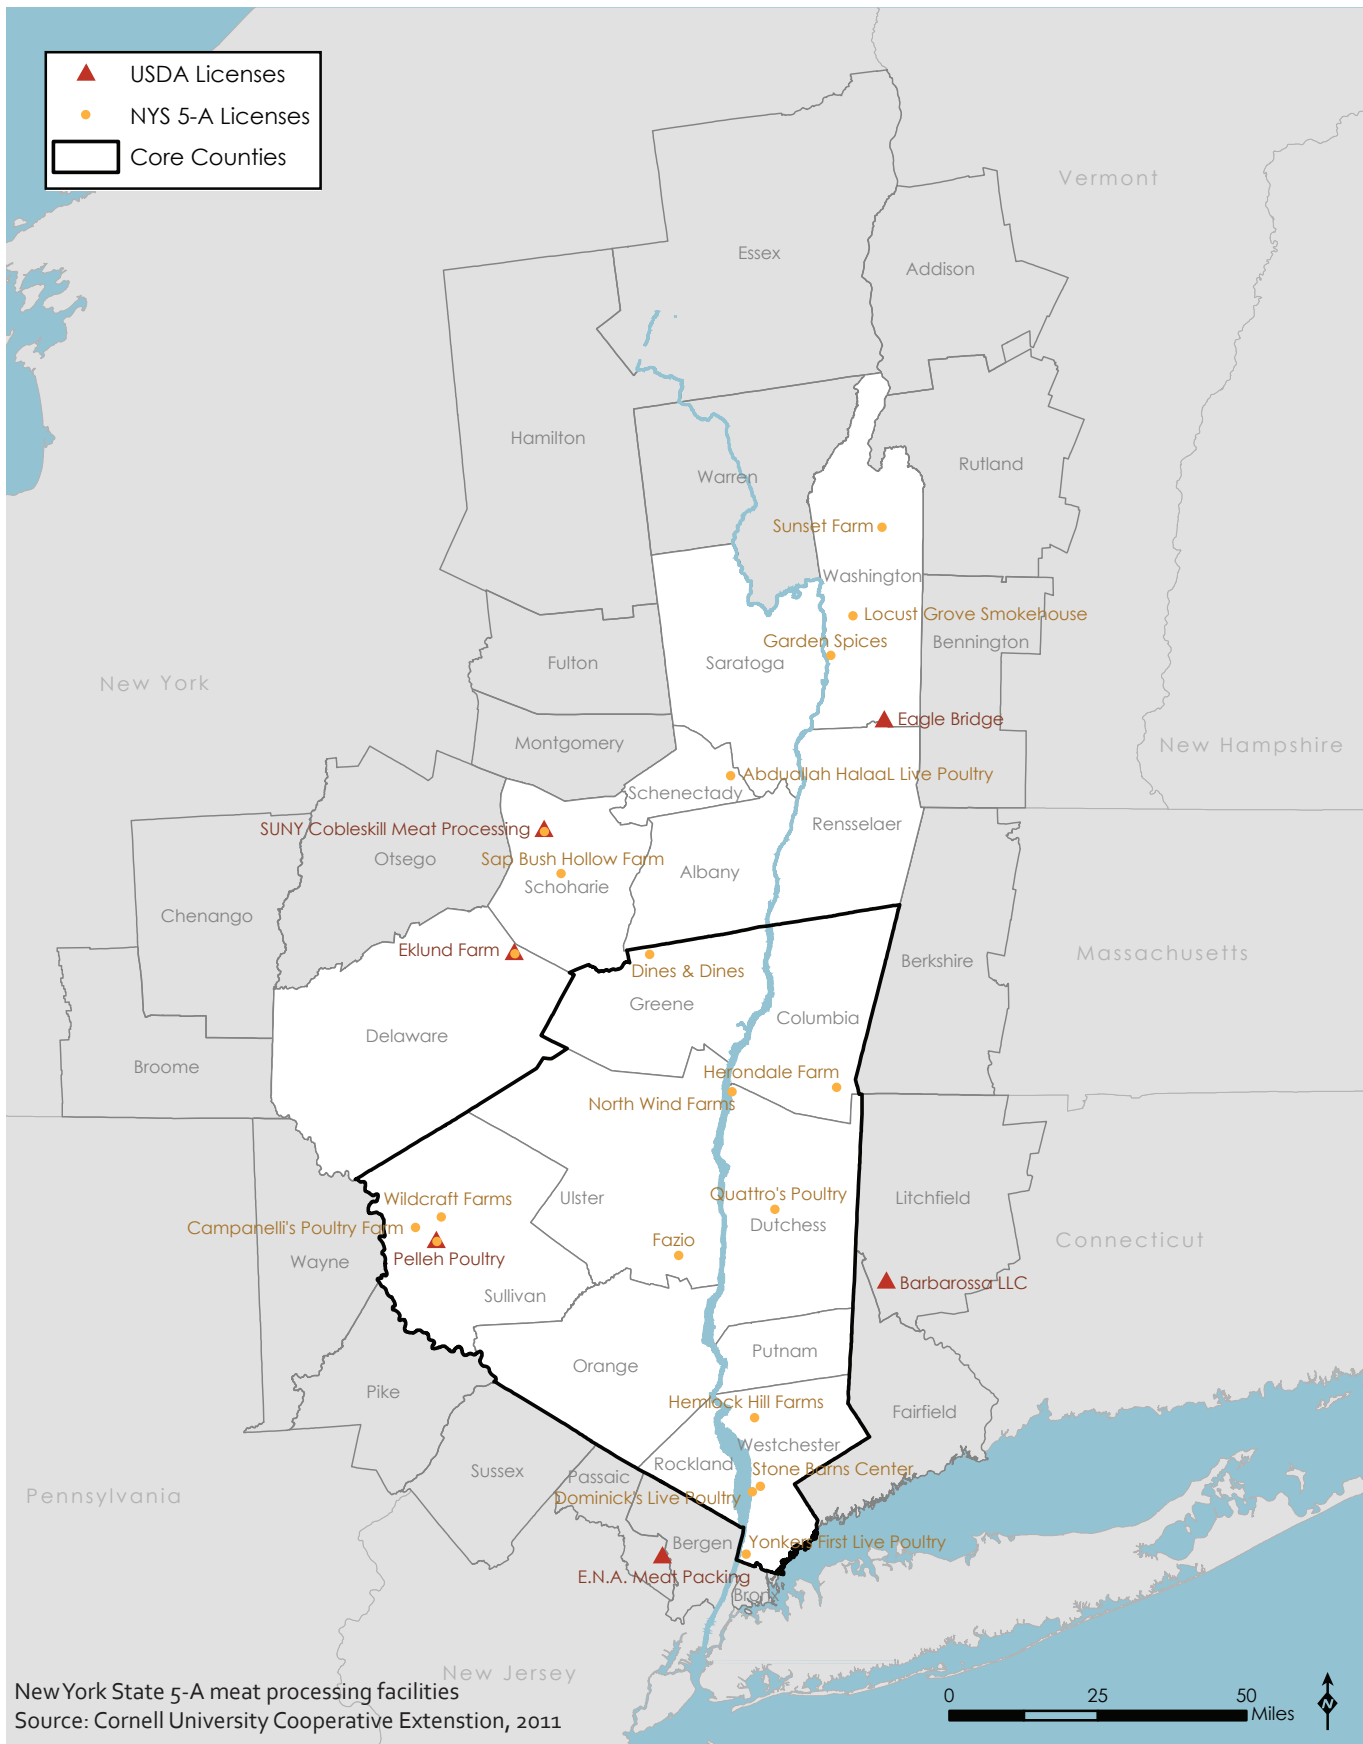 USDA Licenses
NYS 5-A Licenses
Core Counties
Vermont
Essex
Addison
Hamilton
Rutland
Warren
Sunset Farm
Washington
Locust Grove Smokehouse
Garden Spices
Bennington
Saratoga
Fulton
New York
Eagle Bridge
Montgomery
New Hampshire
Abduallah HalaaL Live Poultry
Schenectady
Rensselaer
SUNY Cobleskill Meat Processing
Otsego
Sap Bush Hollow Farm
Albany
Schoharie
Chenango
Eklund Farm
Massachusetts
Berkshire
Dines & Dines
Greene
Columbia
Delaware
Broome
Herondale Farm
North Wind Farms
Wildcraft Farms
Ulster
Quattro's Poultry
Litchfield
Campanelli's Poultry Farm
Dutchess
Fazio
Connecticut
Pelleh Poultry
Wayne
Barbarossa LLC
Sullivan
Putnam
Orange
Pike
Hemlock Hill Farms
Fairfield
Westchester
Rockland
Stone Barns Center
Sussex
Passaic
Pennsylvania
Dominick's Live Poultry
Bergen
Yonkers First Live Poultry
E.N.A. Meat Packing
Bronx
New Jersey
New York State 5-A meat processing facilities
Source: Cornell University Cooperative Extenstion, 2011
0 25 50
Miles
N